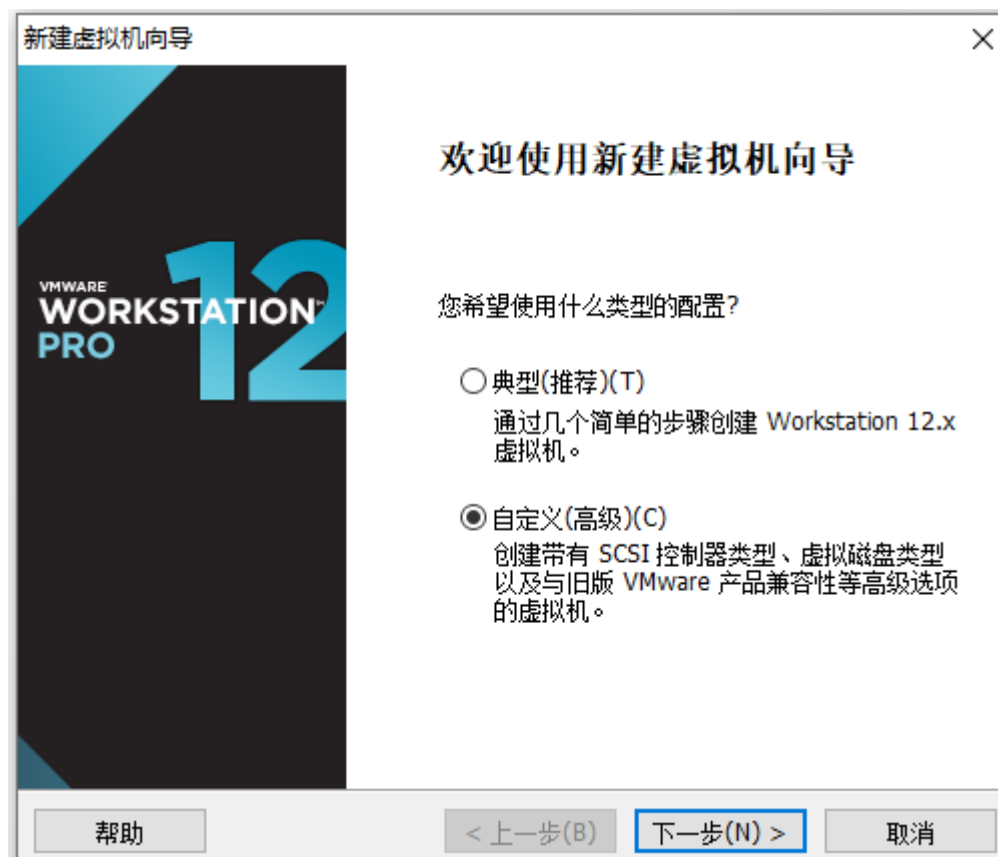 新建虚拟机向导
欢迎使用新建虚拟机向导
VMWARE
WORKSTATION™
PRO
12
您希望使用什么类型的配置?
典型(推荐)(T)
通过几个简单的步骤创建 Workstation 12.x
虚拟机。
自定义(高级)(C)
创建带有 SCSI 控制器类型、虚拟磁盘类型
以及与旧版 VMware 产品兼容性等高级选项
的虚拟机。
帮助
< 上一步(B)
下一步(N) >
取消